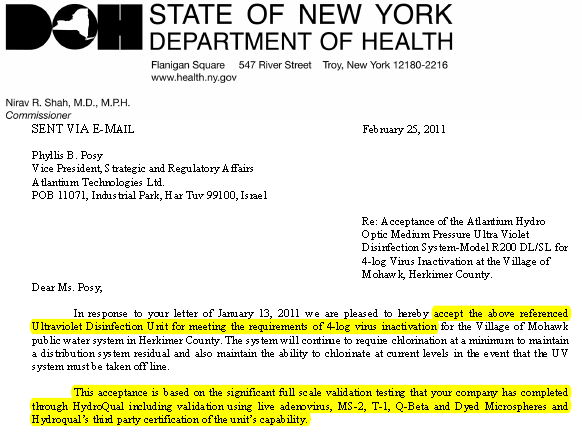 DOH STATE OF NEW YORK
DEPARTMENT OF HEALTH
Flanigan Square 547 River Street Troy, New York 12180-2216
www.health.ny.gov
Nirav R. Shah, M.D., M.P.H.
Commissioner
SENT VIA E-MAIL February 25, 2011
Phyllis B. Posy
Vice President, Strategic and Regulatory Affairs
Atlantium Technologies Ltd.
POB 11071, Industrial Park, Har Tuv 99100, Israel
Re: Acceptance of the Atlantium Hydro
Optic Medium Pressure Ultra Violet
Disinfection System-Model R200 DL/SL for
4-log Virus Inactivation at the Village of
Mohawk, Herkimer County.
Dear Ms. Posy,
In response to your letter of January 13, 2011 we are pleased to hereby accept the above referenced
Ultraviolet Disinfection Unit for meeting the requirements of 4-log virus inactivation for the Village of Mohawk
public water system in Herkimer County. The system will continue to require chlorination at a minimum to maintain
a distribution system residual and also maintain the ability to chlorinate at current levels in the event that the UV
system must be taken off line.
This acceptance is based on the significant full scale validation testing that your company has completed
through HydroQual including validation using live adenovirus, MS-2, T-1, Q-Beta and Dyed Microspheres and
Hydroqual's third party certification of the unit's capability.